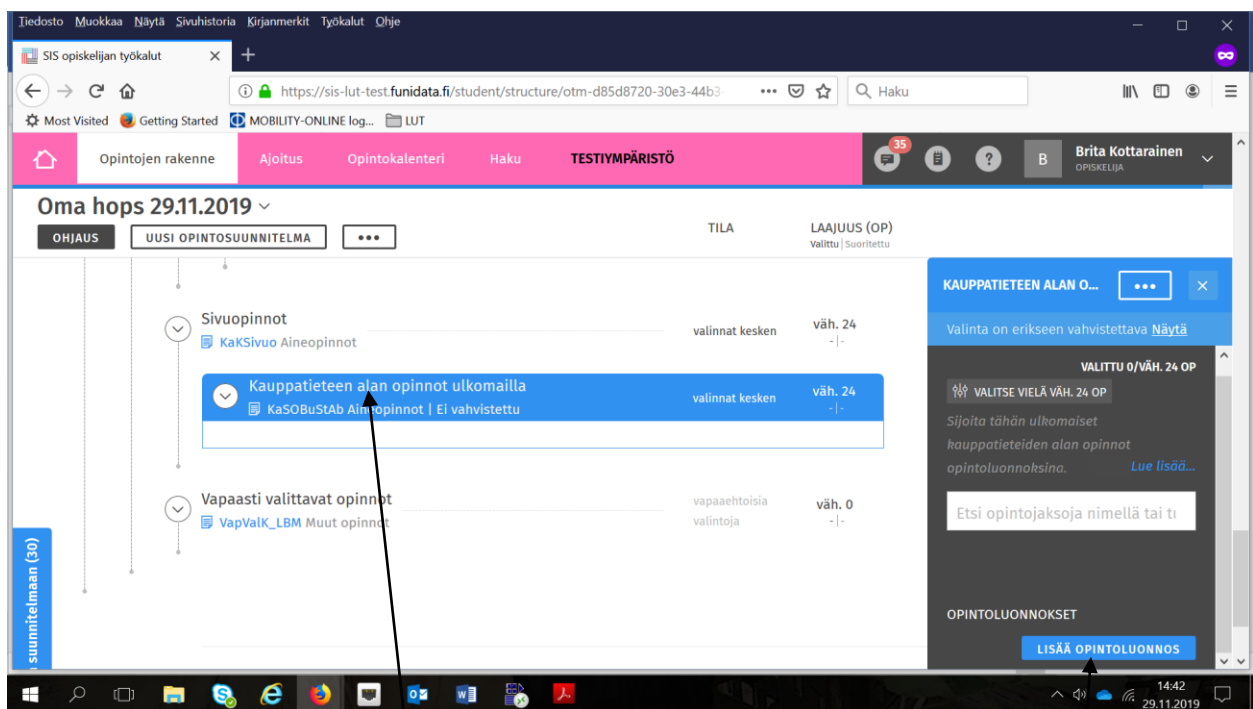 Tiedosto Muokkaa Näytä Sivuhistoria Kirjanmerkit Työkalut Ohje
SIS opiskelijan työkalut
https://sis-lut-test.funidata.fi/student/structure/otm-d85d8720-30e3-44b3-
Haku
Most Visited Getting Started MOBILITY-ONLINE log... LUT
Opintojen rakenne Ajoitus Opintokalenteri Haku TESTIYMPÄRISTÖ
35
? B Brita Kottarainen
OPISKELIJA
Oma hops 29.11.2019
OHJAUS UUSI OPINTOSUUNNITELMA •••
TILA LAAJUUS (OP)
Valittu | Suoritettu
Sivuopinnot
KaKSivuo Aineopinnot
valinnat kesken väh. 24
- | -
Kauppatieteen alan opinnot ulkomailla
KaSOBuStAb Aineopinnot | Ei vahvistettu
valinnat kesken väh. 24
- | -
Vapaasti valittavat opinnot
VapValK_LBM Muut opinnot
vapaaehtoisia
valintoja
väh. 0
- | -
suunnitelmaan (30)
KAUPPATIETEEN ALAN O... •••
Valinta on erikseen vahvistettava Näytä
VALITTU 0/VÄH. 24 OP
VALITSE VIELÄ VÄH. 24 OP
Sijoita tähän ulkomaiset
kauppatieteiden alan opinnot
opintoluonnoksina. Lue lisää...
Etsi opintojaksoja nimellä tai tu
OPINTOLUONNOKSET
LISÄÄ OPINTOLUONNOS
14:42
29.11.2019